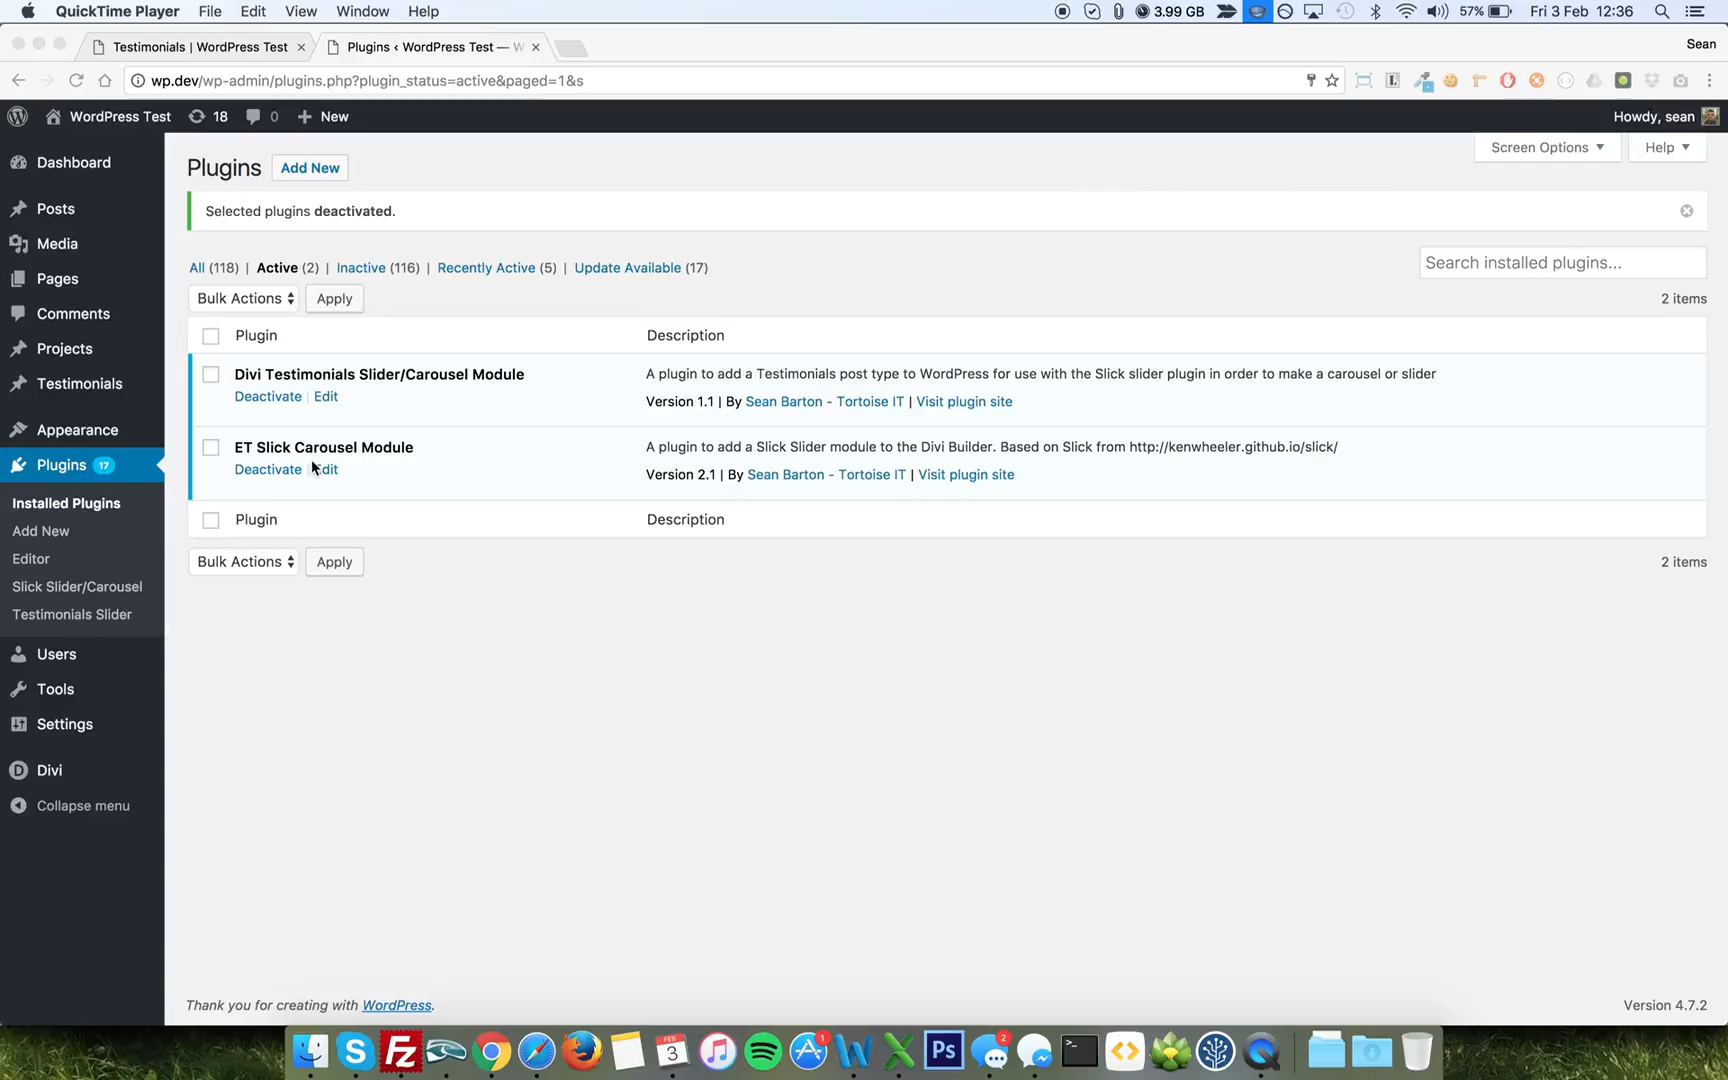 QuickTime Player File Edit View Window Help 3.99 GB 57% Fri 3 Feb 12:36
Testimonials | WordPress Test Plugins ‹ WordPress Test — W Sean
wp.dev/wp-admin/plugins.php?plugin_status=active&paged=1&s
WordPress Test 18 0 New Howdy, sean
Screen Options Help
Plugins Add New
Selected plugins deactivated.
All (118) | Active (2) | Inactive (116) | Recently Active (5) | Update Available (17)
Search installed plugins...
Bulk Actions Apply 2 items
Plugin Description
Divi Testimonials Slider/Carousel Module
Deactivate | Edit
A plugin to add a Testimonials post type to WordPress for use with the Slick slider plugin in order to make a carousel or slider
Version 1.1 | By Sean Barton - Tortoise IT | Visit plugin site
ET Slick Carousel Module
Deactivate Edit
A plugin to add a Slick Slider module to the Divi Builder. Based on Slick from http://kenwheeler.github.io/slick/
Version 2.1 | By Sean Barton - Tortoise IT | Visit plugin site
Plugin Description
Bulk Actions Apply 2 items
Dashboard
Posts
Media
Pages
Comments
Projects
Testimonials
Appearance
Plugins 17
Installed Plugins
Add New
Editor
Slick Slider/Carousel
Testimonials Slider
Users
Tools
Settings
Divi
Collapse menu
Thank you for creating with WordPress. Version 4.7.2
FEB
3
1
Ps
2